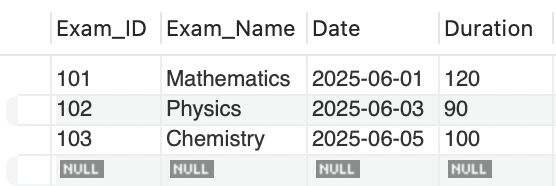 Exam_ID Exam_Name Date Duration
101 Mathematics 2025-06-01 120
102 Physics 2025-06-03 90
103 Chemistry 2025-06-05 100
NULL NULL NULL NULL